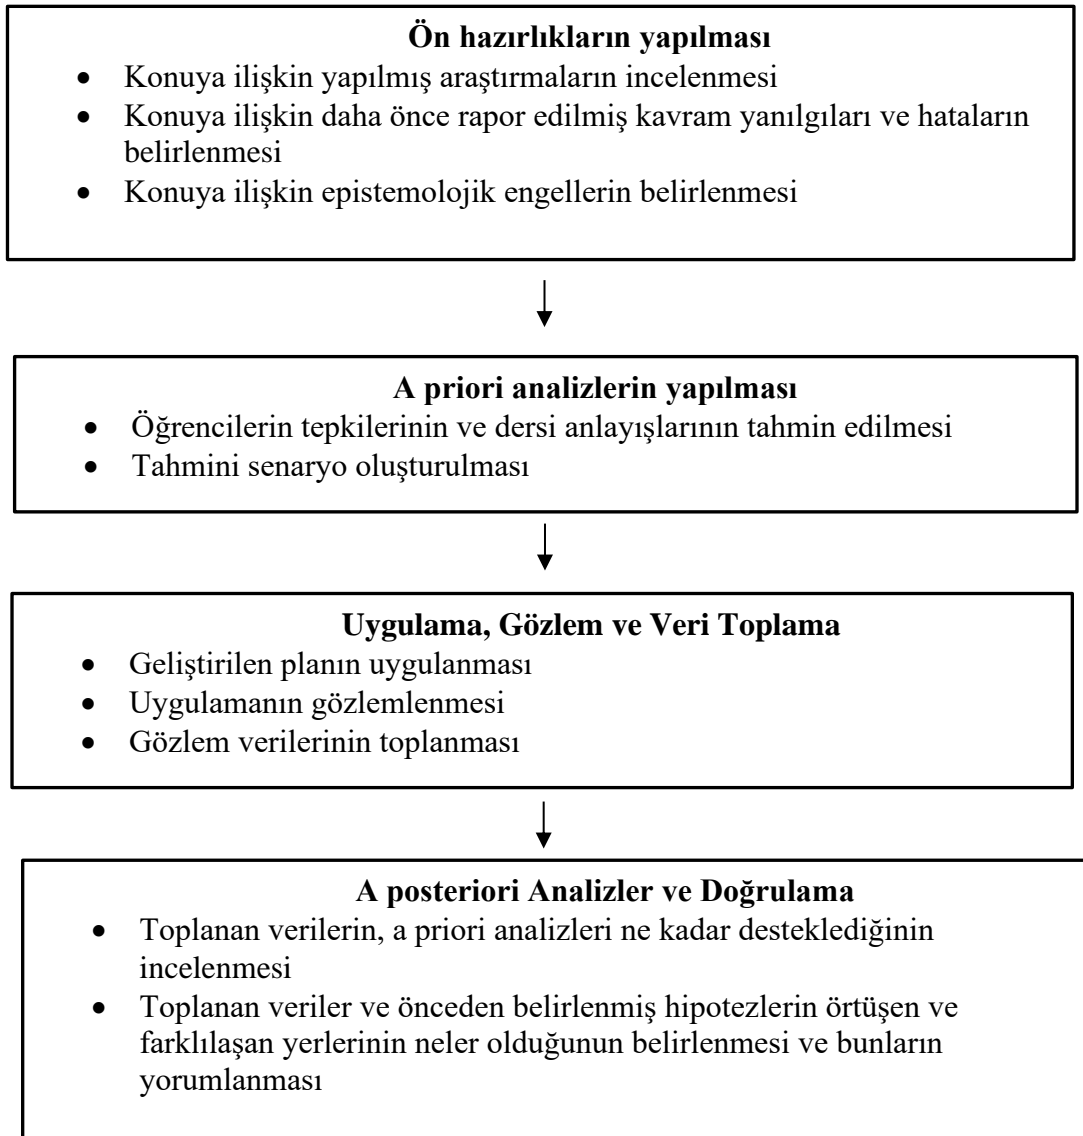 Ön hazırlıkların yapılması
• Konuya ilişkin yapılmış araştırmaların incelenmesi
• Konuya ilişkin daha önce rapor edilmiş kavram yanılgıları ve hataların
belirlenmesi
• Konuya ilişkin epistemolojik engellerin belirlenmesi
A priori analizlerin yapılması
• Öğrencilerin tepkilerinin ve dersi anlayışlarının tahmin edilmesi
• Tahmini senaryo oluşturulması
Uygulama, Gözlem ve Veri Toplama
• Geliştirilen planın uygulanması
• Uygulamanın gözlemlenmesi
• Gözlem verilerinin toplanması
A posteriori Analizler ve Doğrulama
• Toplanan verilerin, a priori analizleri ne kadar desteklediğinin
incelenmesi
• Toplanan veriler ve önceden belirlenmiş hipotezlerin örtüşen ve
farklılaşan yerlerinin neler olduğunun belirlenmesi ve bunların
yorumlanması